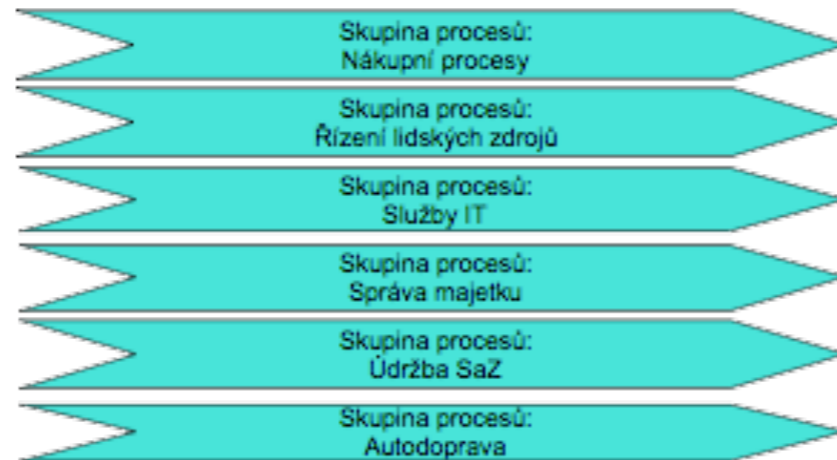 Skupina procesů:
Nákupní procesy
Skupina procesů:
Řízení lidských zdrojů
Skupina procesů:
Služby IT
Skupina procesů:
Správa majetku
Skupina procesů:
Údržba SaZ
Skupina procesů:
Autodoprava